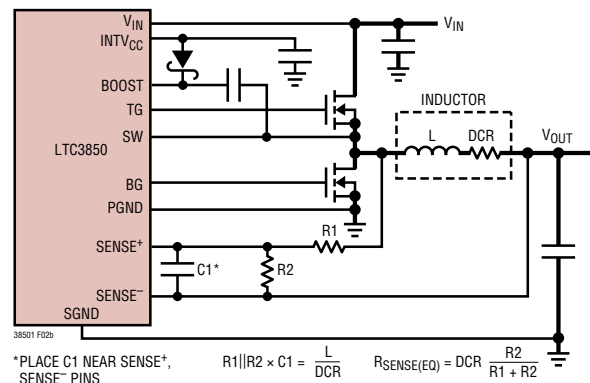 VIN
INTVCC
BOOST
TG
SW
LTC3850
BG
PGND
SENSE+
SENSE–
SGND
VIN
INDUCTOR
L
DCR
VOUT
R1
C1*
R2
38501 F02b
*PLACE C1 NEAR SENSE+,
SENSE– PINS
R1||R2 × C1 = L
DCR
RSENSE(EQ) = DCR R2
R1 + R2